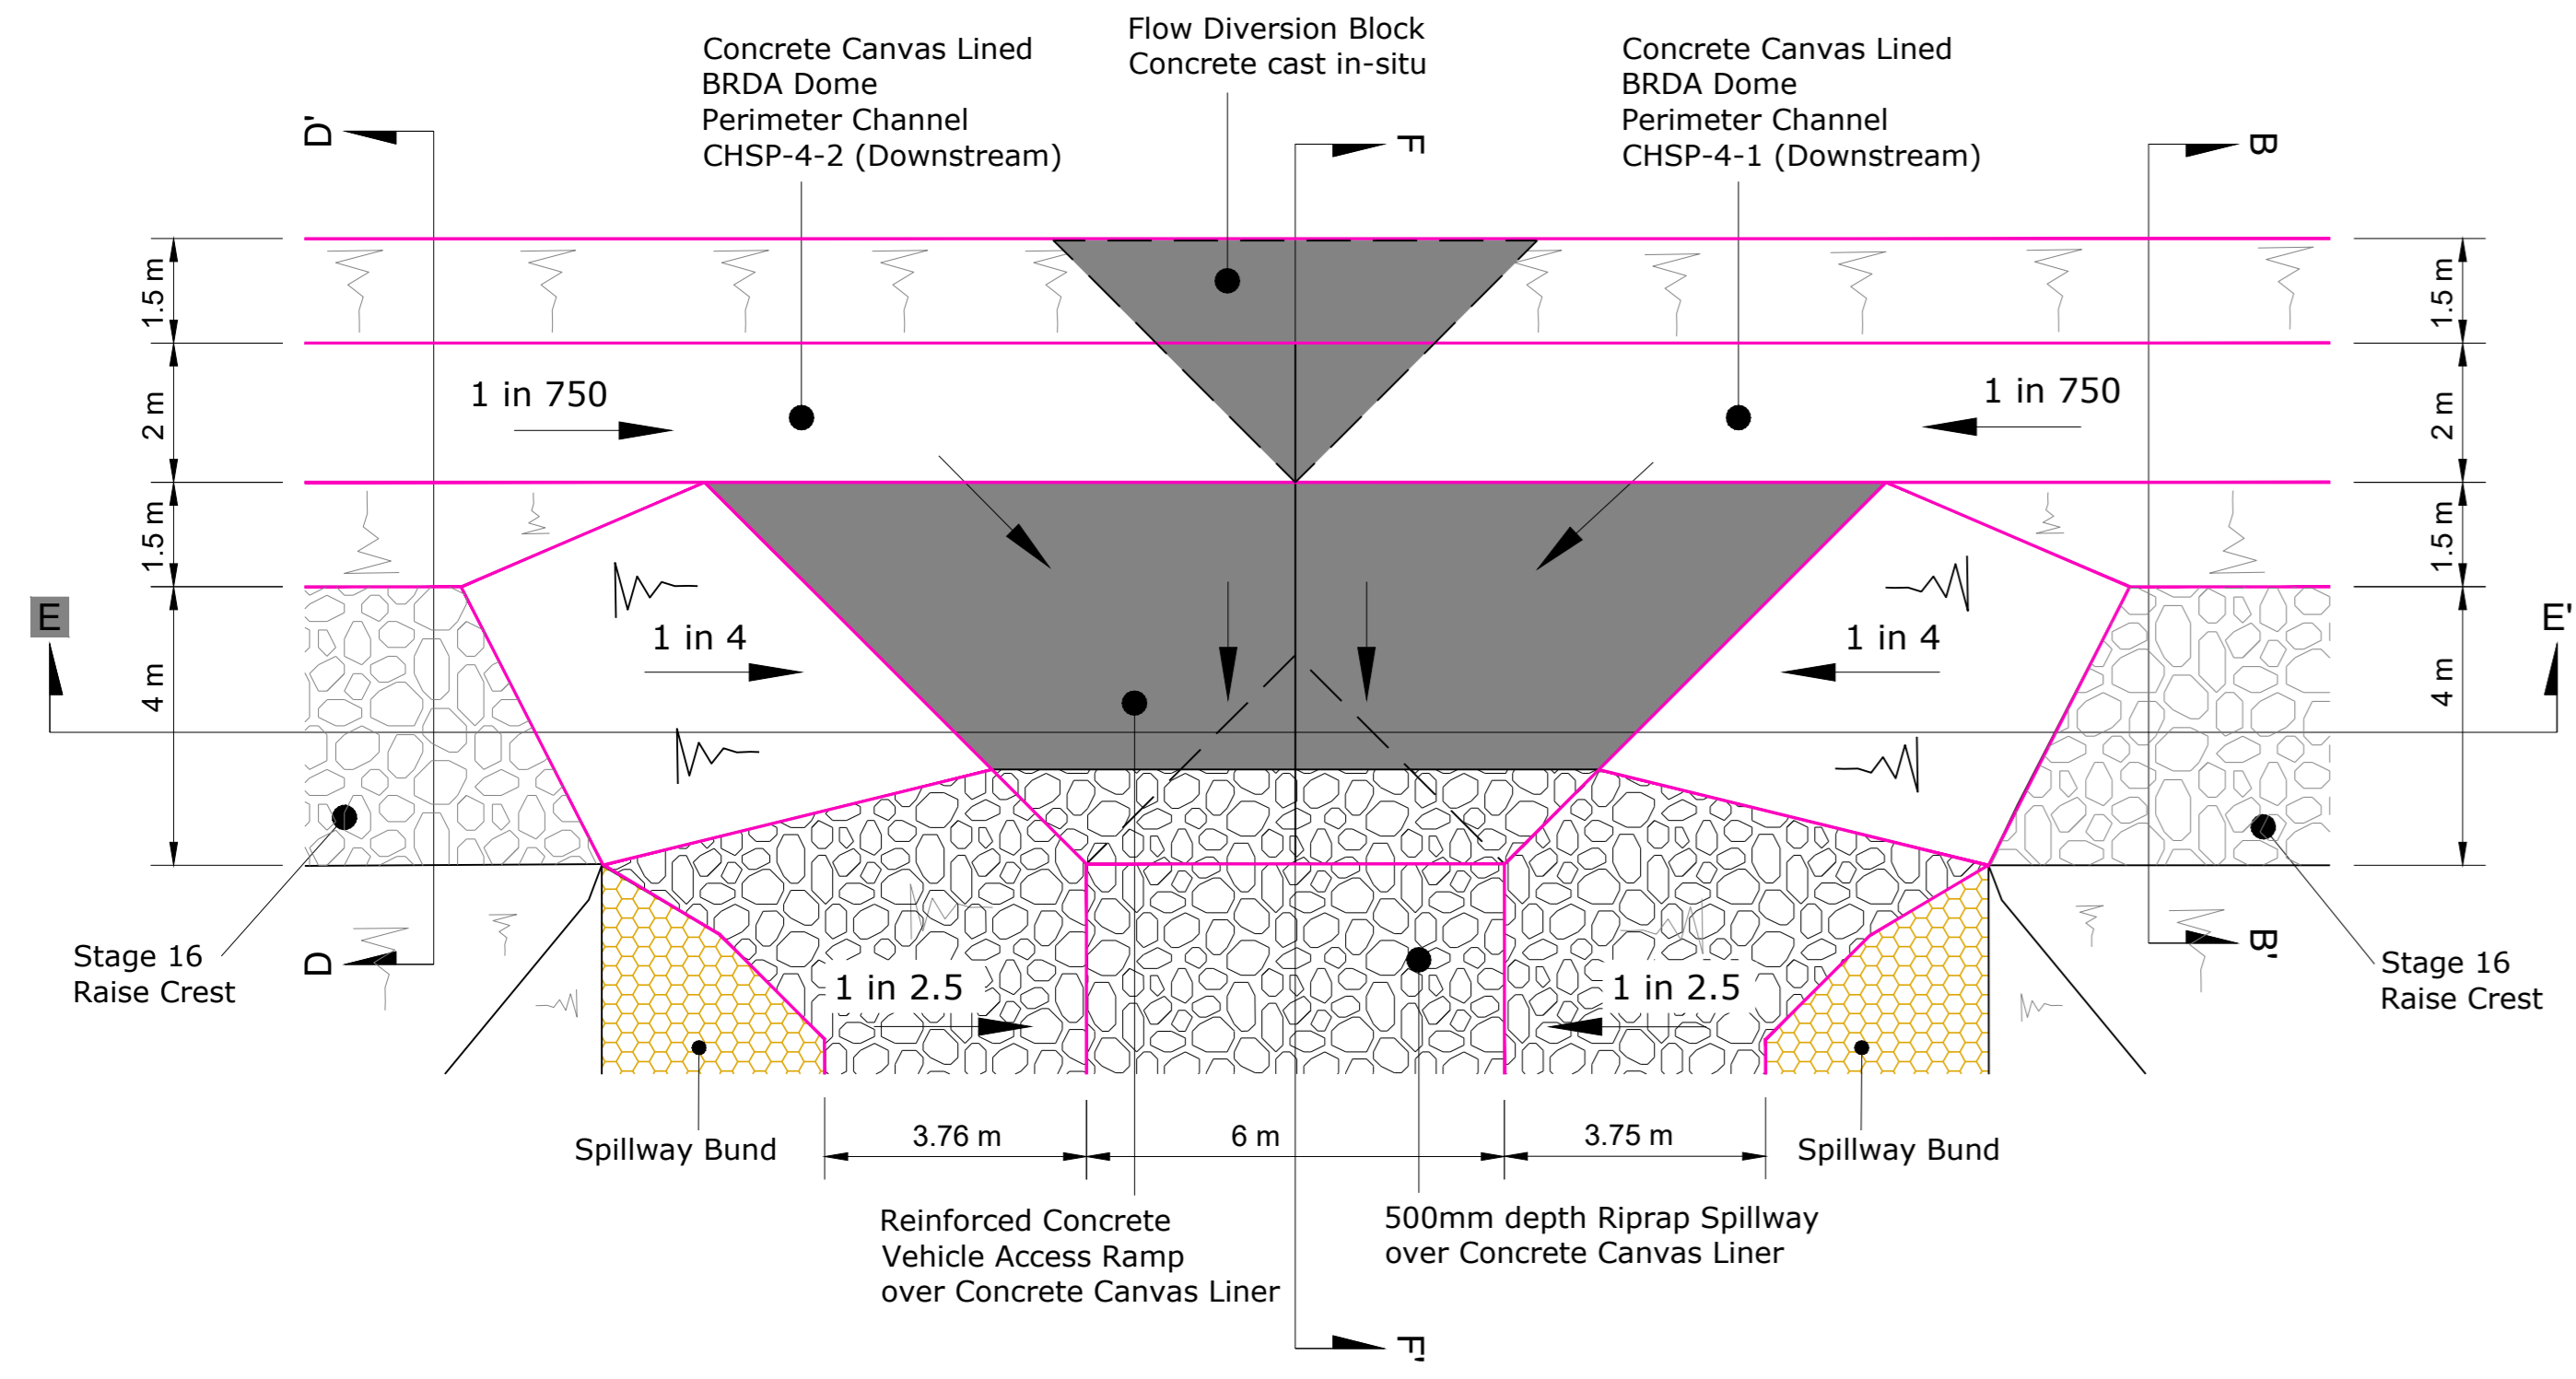 Flow Diversion Block
Concrete cast in-situ
Concrete Canvas Lined
BRDA Dome
Perimeter Channel
CHSP-4-2 (Downstream)
Concrete Canvas Lined
BRDA Dome
Perimeter Channel
CHSP-4-1 (Downstream)
D'
F
B
1.5 m
1.5 m
1 in 750
1 in 750
2 m
2 m
1.5 m
1.5 m
E
E'
1 in 4
1 in 4
4 m
4 m
Stage 16
Raise Crest
D
B'
Stage 16
Raise Crest
1 in 2.5
1 in 2.5
Spillway Bund
3.76 m
6 m
3.75 m
Spillway Bund
Reinforced Concrete
Vehicle Access Ramp
over Concrete Canvas Liner
500mm depth Riprap Spillway
over Concrete Canvas Liner
F'